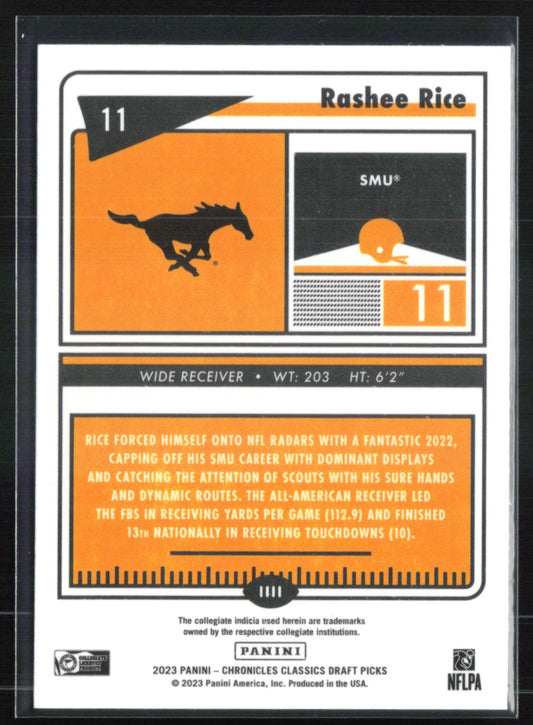 Rashee Rice
11
SMU®
11
WIDE RECEIVER • WT: 203 HT: 6'2"
RICE FORCED HIMSELF ONTO NFL RADARS WITH A FANTASTIC 2022,
CAPPING OFF HIS SMU CAREER WITH DOMINANT DISPLAYS
AND CATCHING THE ATTENTION OF SCOUTS WITH HIS SURE HANDS
AND DYNAMIC ROUTES. THE ALL-AMERICAN RECEIVER LED
THE FBS IN RECEIVING YARDS PER GAME (112.9) AND FINISHED
13TH NATIONALLY IN RECEIVING TOUCHDOWNS (10).
The collegiate indicia used herein are trademarks
owned by the respective collegiate institutions.
PANINI
2023 PANINI – CHRONICLES CLASSICS DRAFT PICKS
© 2023 Panini America, Inc. Produced in the USA.
COLLEGIATE
LICENSED
PRODUCT
NFLPA